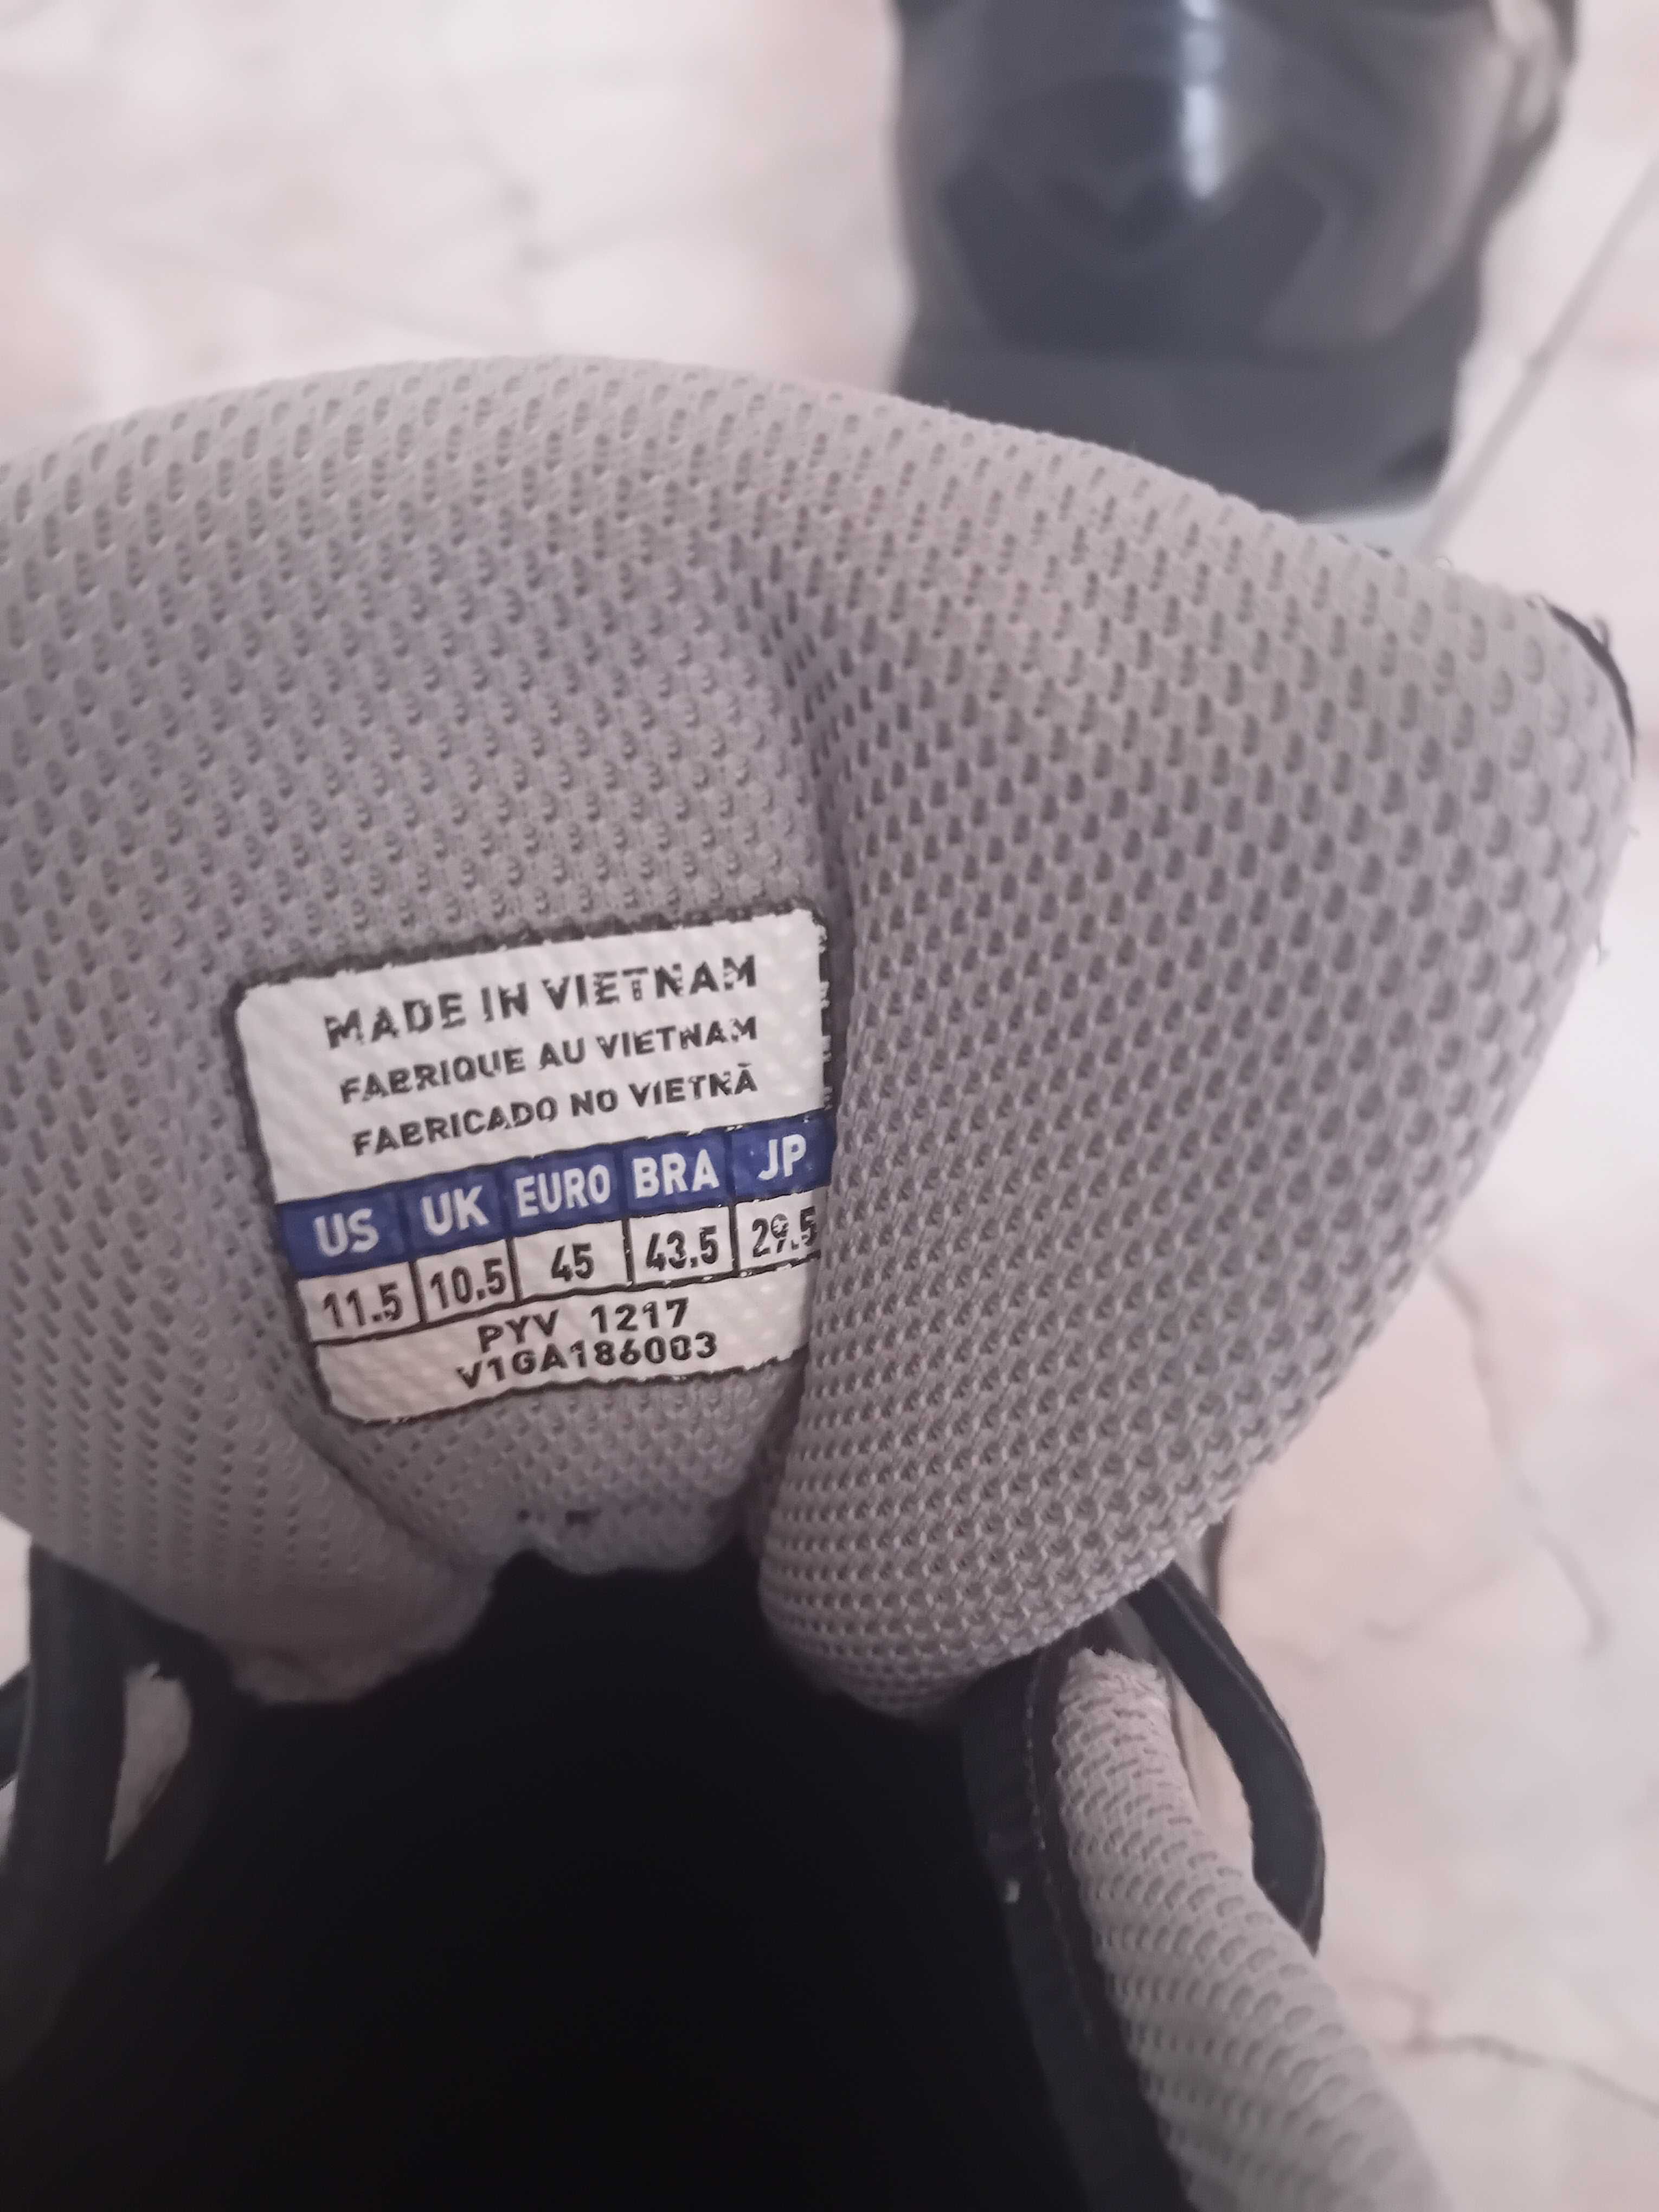 MADE IN VIETNAM
FABRIQUE AU VIETNAM
FABRICADO NO VIETNÃ
US UK EURO BRA JP
11.5 10.5 45 43.5 29.5
PYV 1217
V1GA186003